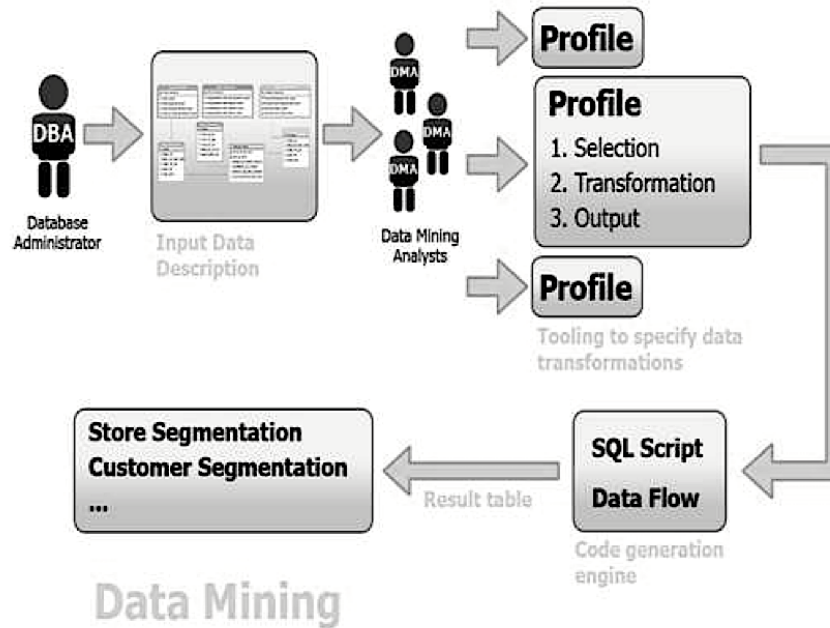 DBA
Database
Administrator
Input Data
Description
DMA
DMA
DMA
Data Mining
Analysts
Profile
Profile
1. Selection
2. Transformation
3. Output
Profile
Tooling to specify data
transformations
SQL Script
Data Flow
Code generation
engine
Result table
Store Segmentation
Customer Segmentation
...
Data Mining